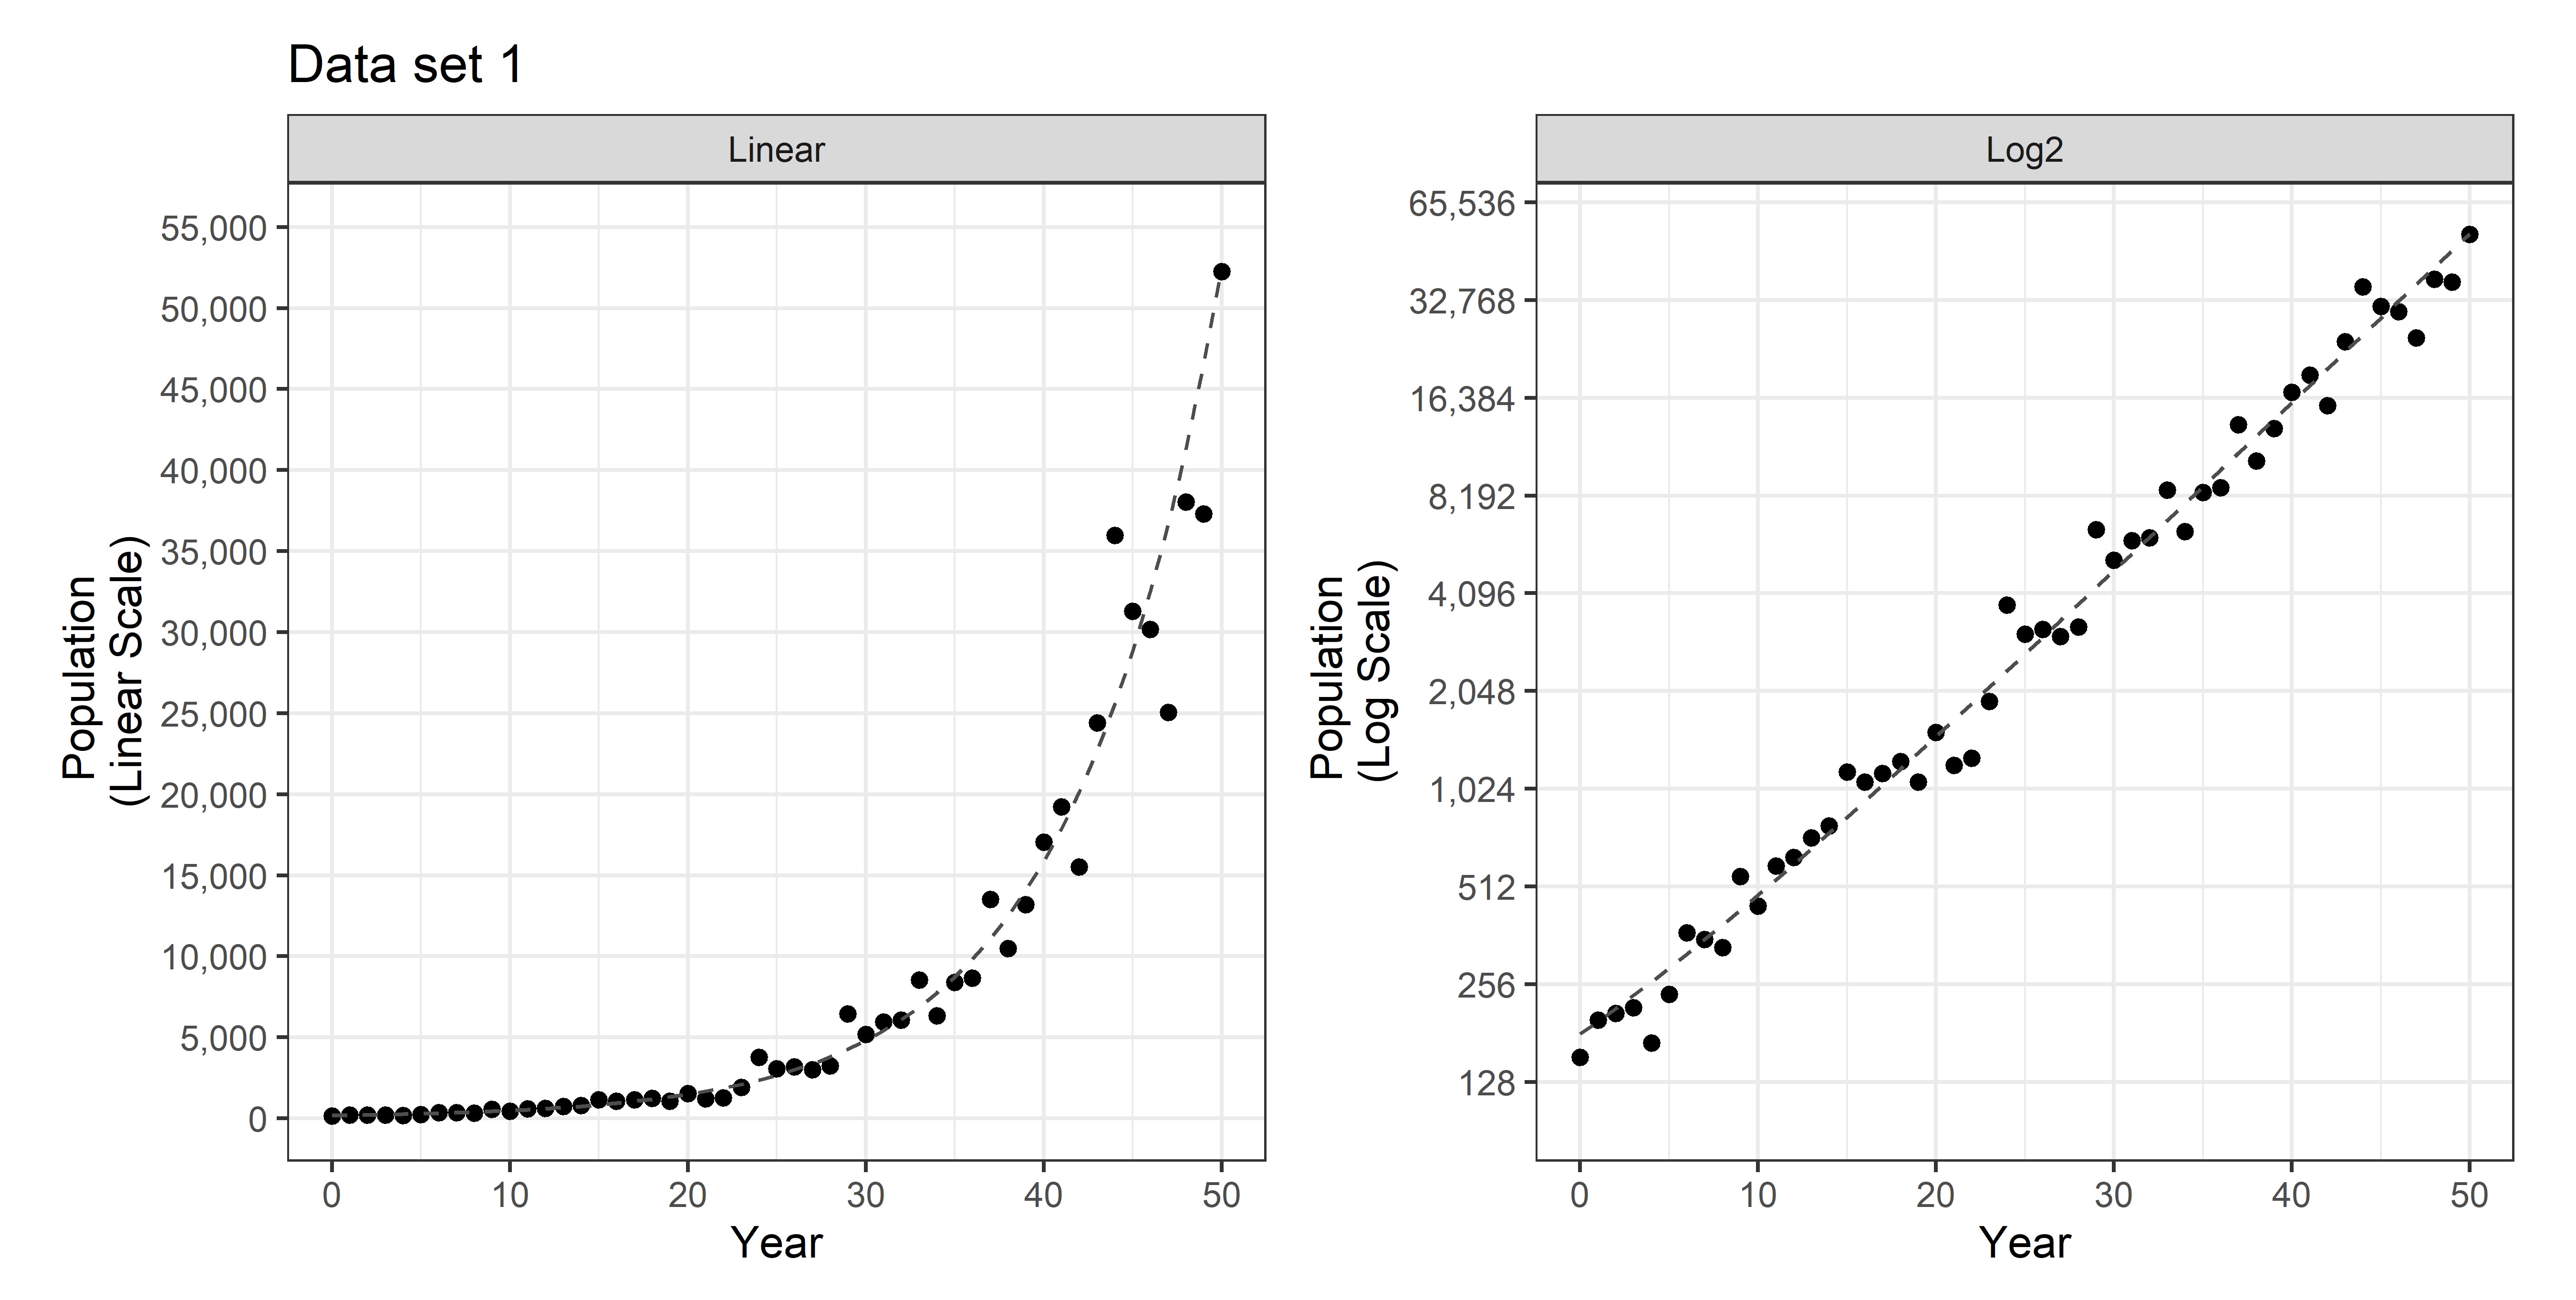 Data set 1
Linear
55,000
50,000
45,000
40,000
35,000
30,000
25,000
20,000
15,000
10,000
5,000
0
Population
(Linear Scale)
0 10 20 30 40 50
Year
Log2
65,536
32,768
16,384
8,192
4,096
2,048
1,024
512
256
128
Population
(Log Scale)
0 10 20 30 40 50
Year